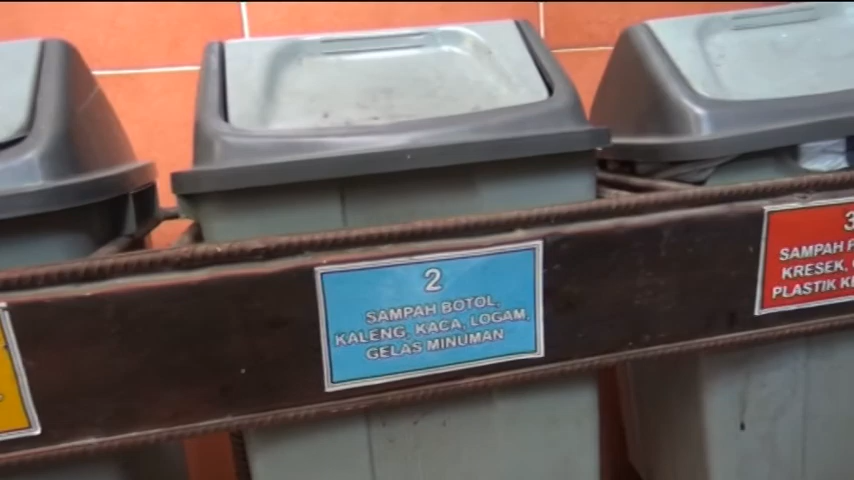 2
SAMPAH BOTOL,
KALENG, KACA, LOGAM,
GELAS MINUMAN
3
SAMPAH
KRESEK,
PLASTIK